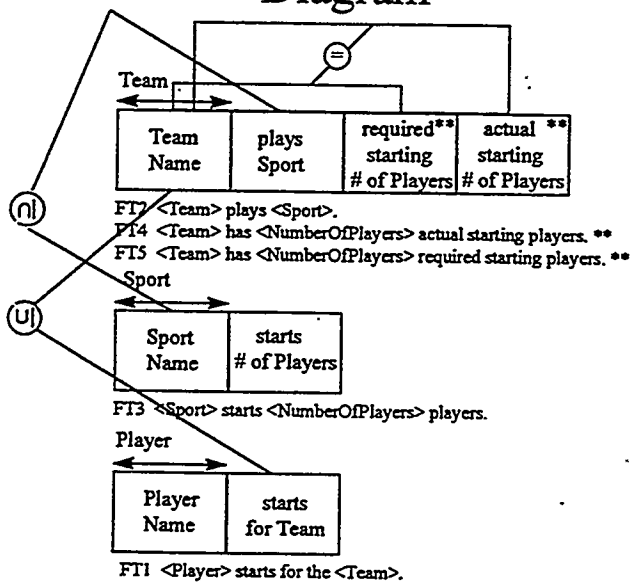 Diagram
=
Team
Team Name
plays Sport
required** starting # of Players
actual ** starting # of Players
FT2 <Team> plays <Sport>.
FT4 <Team> has <NumberOfPlayers> actual starting players. **
FT5 <Team> has <NumberOfPlayers> required starting players. **
Sport
Sport Name
starts # of Players
FT3 <Sport> starts <NumberOfPlayers> players.
Player
Player Name
starts for Team
FT1 <Player> starts for the <Team>.